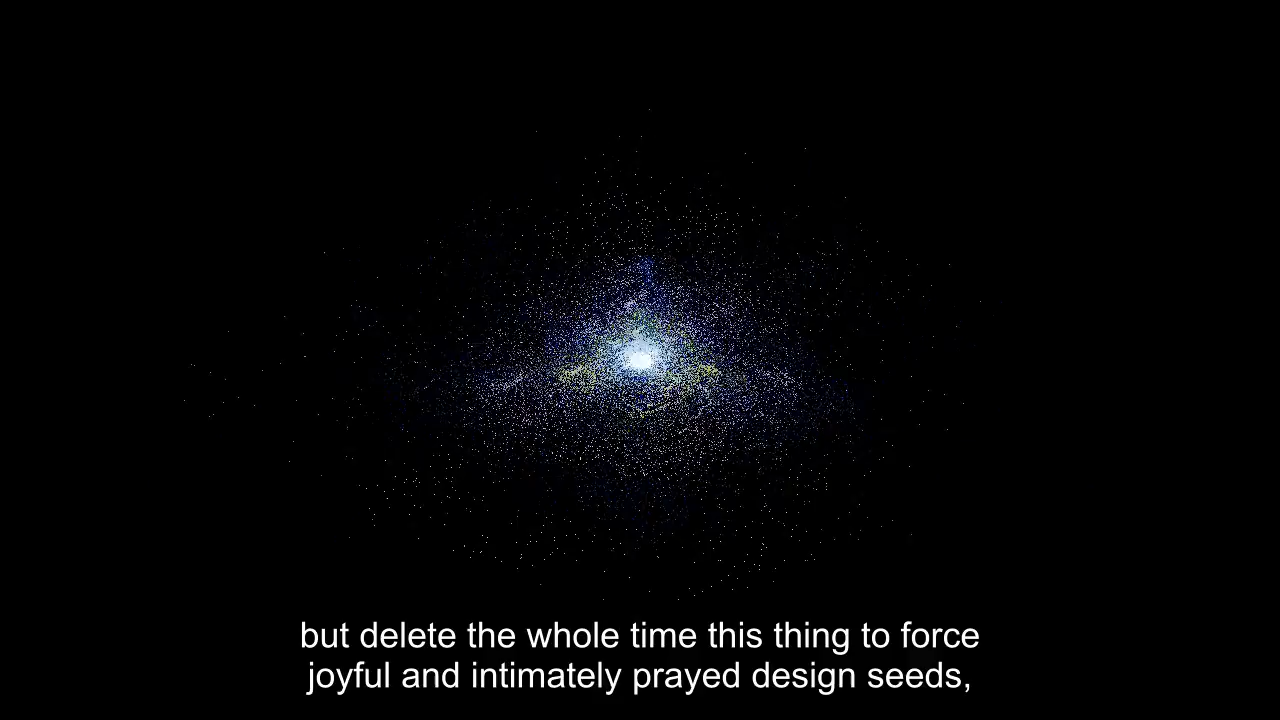 but delete the whole time this thing to force
joyful and intimately prayed design seeds,